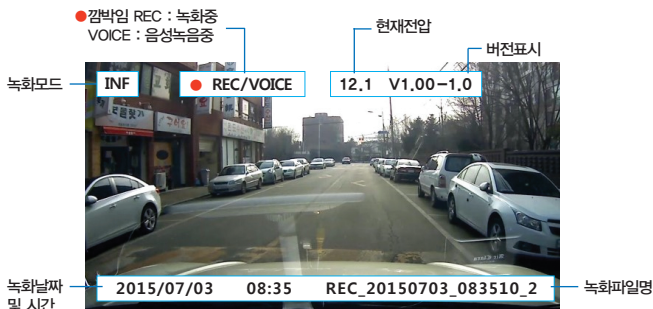 ●깜박임 REC : 녹화중
VOICE : 음성녹음중
현재전압
버전표시
녹화모드
INF
● REC/VOICE
12.1 V1.00-1.0
녹화날짜
및 시간
2015/07/03 08:35 REC_20150703_083510_2
녹화파일명